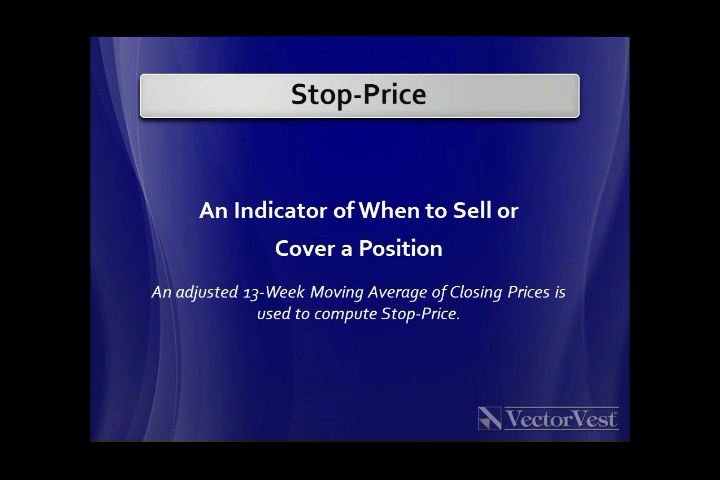 Stop-Price
An Indicator of When to Sell or
Cover a Position
An adjusted 13-Week Moving Average of Closing Prices is
used to compute Stop-Price.
VectorVest